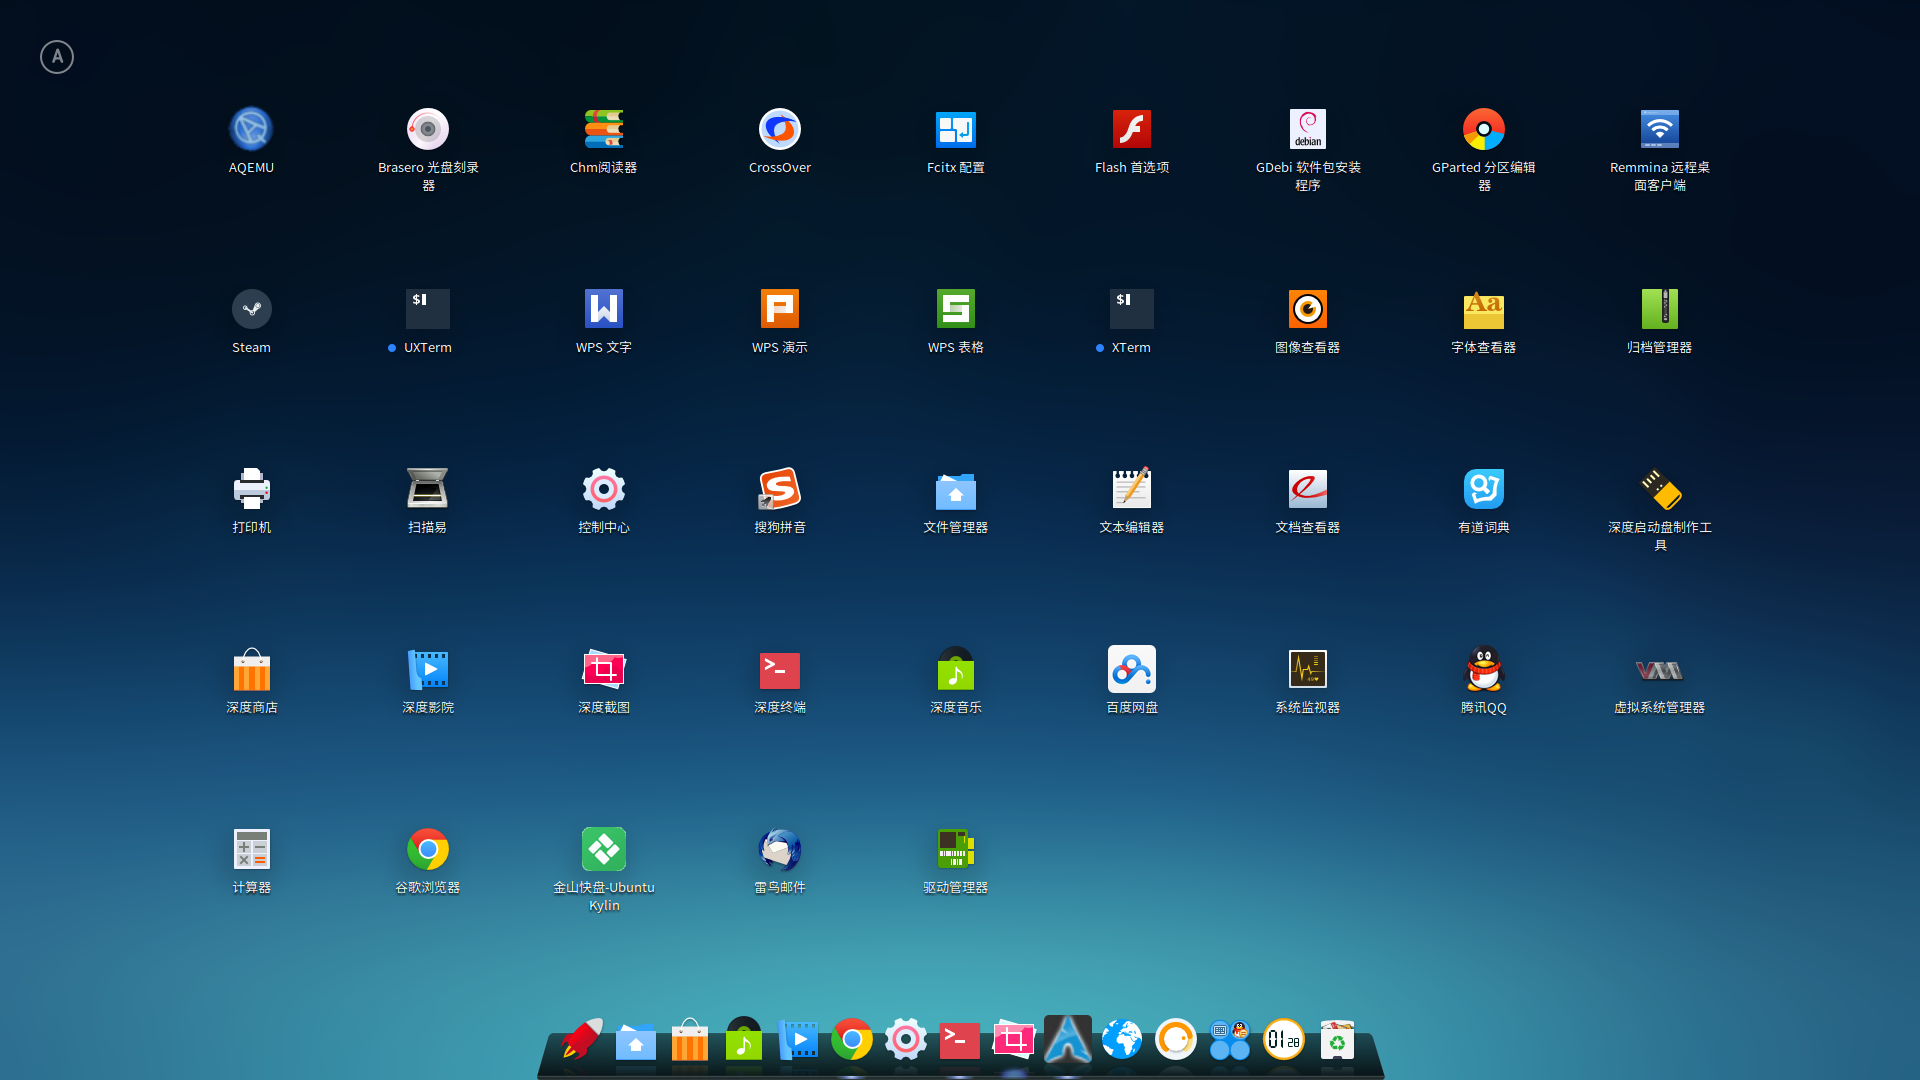 A
AQEMU
Brasero 光盘刻录
器
Chm阅读器
CrossOver
Fcitx 配置
Flash 首选项
debian
GDebi 软件包安装
程序
GParted 分区编辑
器
Remmina 远程桌
面客户端
Steam
$
UXTerm
W
WPS 文字
P
WPS 演示
S
WPS 表格
$
XTerm
图像查看器
Aa
字体查看器
归档管理器
打印机
扫描易
控制中心
S
搜狗拼音
文件管理器
文本编辑器
文档查看器
有道词典
深度启动盘制作工
具
深度商店
深度影院
深度截图
>_
深度终端
深度音乐
百度网盘
系统监视器
腾讯QQ
VM
虚拟系统管理器
计算器
谷歌浏览器
金山快盘-Ubuntu
Kylin
雷鸟邮件
驱动管理器
>_
01 28